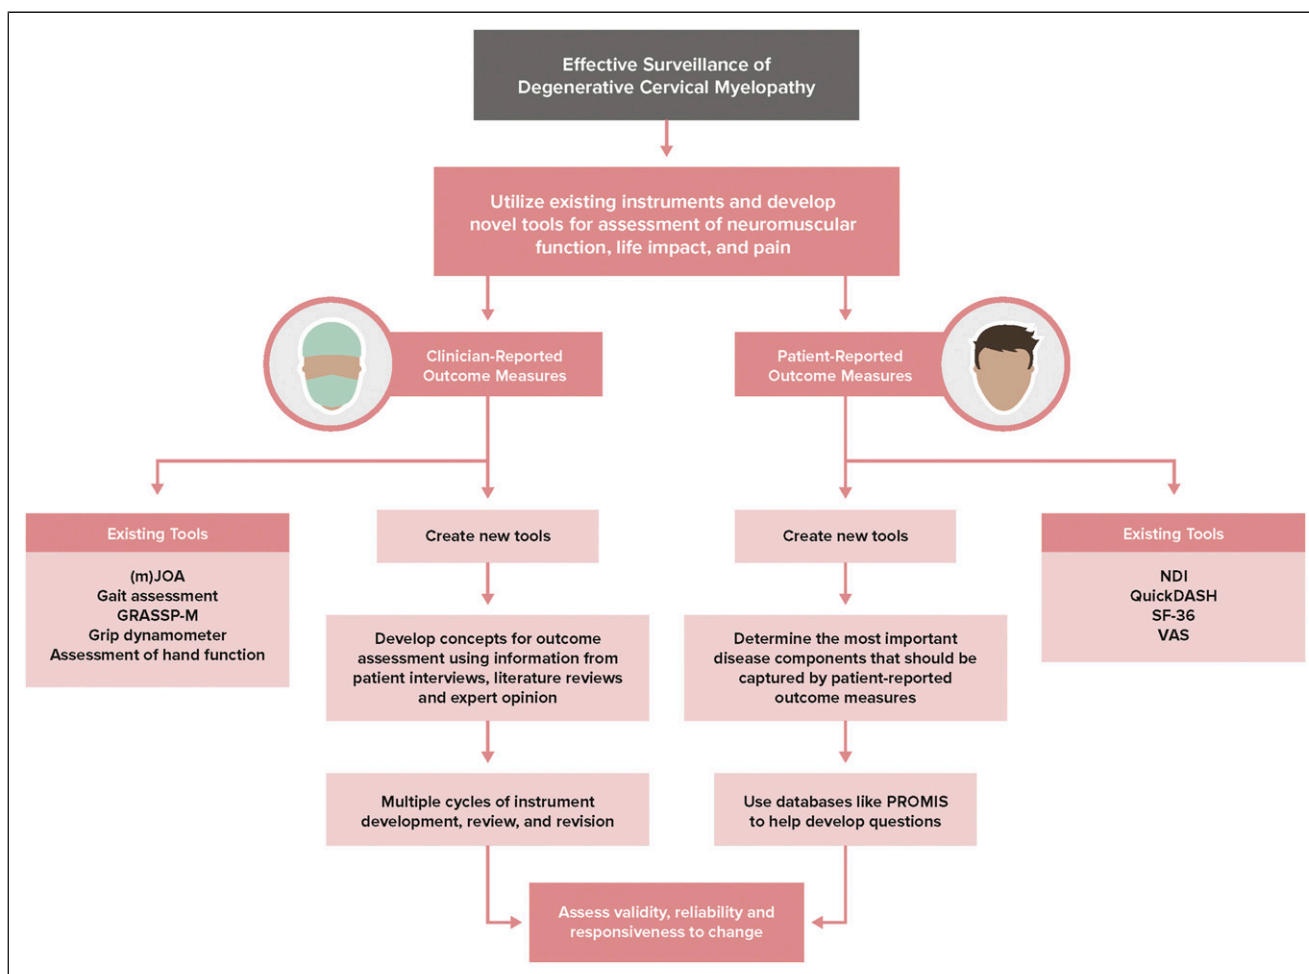 Effective Surveillance of
Degenerative Cervical Myelopathy
Utilize existing instruments and develop
novel tools for assessment of neuromuscular
function, life impact, and pain
Clinician-Reported
Outcome Measures
Patient-Reported
Outcome Measures
Existing Tools
(m)JOA
Gait assessment
GRASSP-M
Grip dynamometer
Assessment of hand function
Create new tools
Develop concepts for outcome
assessment using information from
patient interviews, literature reviews
and expert opinion
Multiple cycles of instrument
development, review, and revision
Create new tools
Determine the most important
disease components that should be
captured by patient-reported
outcome measures
Use databases like PROMIS
to help develop questions
Existing Tools
NDI
QuickDASH
SF-36
VAS
Assess validity, reliability and
responsiveness to change